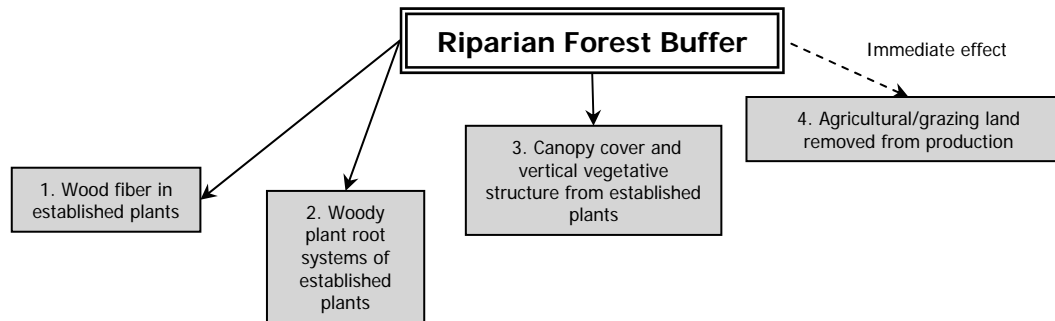 Riparian Forest Buffer
Immediate effect
1. Wood fiber in
established plants
2. Woody
plant root
systems of
established
plants
3. Canopy cover and
vertical vegetative
structure from established
plants
4. Agricultural/grazing land
removed from production